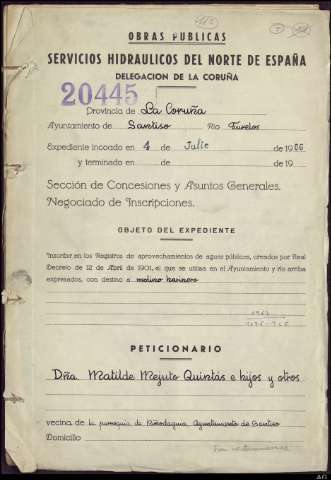 OBRAS PUBLICAS
SERVICIOS HIDRAULICOS DEL NORTE DE ESPAÑA
DELEGACION DE LA CORUÑA
20445
Provincia de La Coruña
Ayuntamiento de Santiso Río Furelos
Expediente incoado en 4 de Julio de 1966
y terminado en de de 19
Sección de Concesiones y Asuntos Generales.
Negociado de Inscripciones.
OBJETO DEL EXPEDIENTE
Inscribir en los Registros de aprovechamientos de aguas públicas, creados por Real
Decreto de 12 de Abril de 1901, el que se utiliza en el Ayuntamiento y río arriba
expresados, con destino a molino harinero
PETICIONARIO
Dña. Matilde Mejuto Quintás e hijos y otros
vecina de la parroquia de Ayuntamiento de Santiso
Domicilio